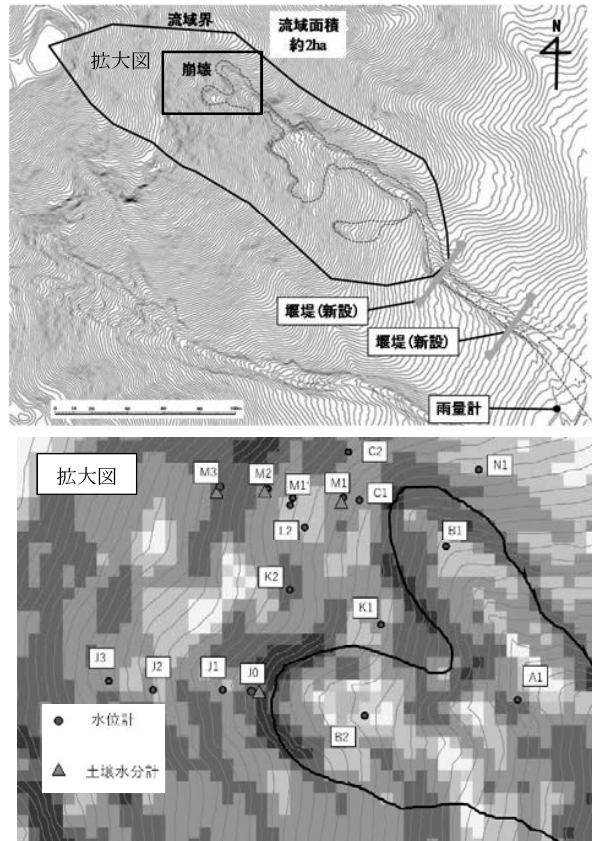 流域界
流域面積
約2ha
N
拡大図
崩壊
堰堤(新設)
堰堤(新設)
雨量計
拡大図
C2
N1
M3
M2
M1'
M1
C1
L2
B1
K2
K1
J3
J2
J1
J0
A1
B2
水位計
土壌水分計